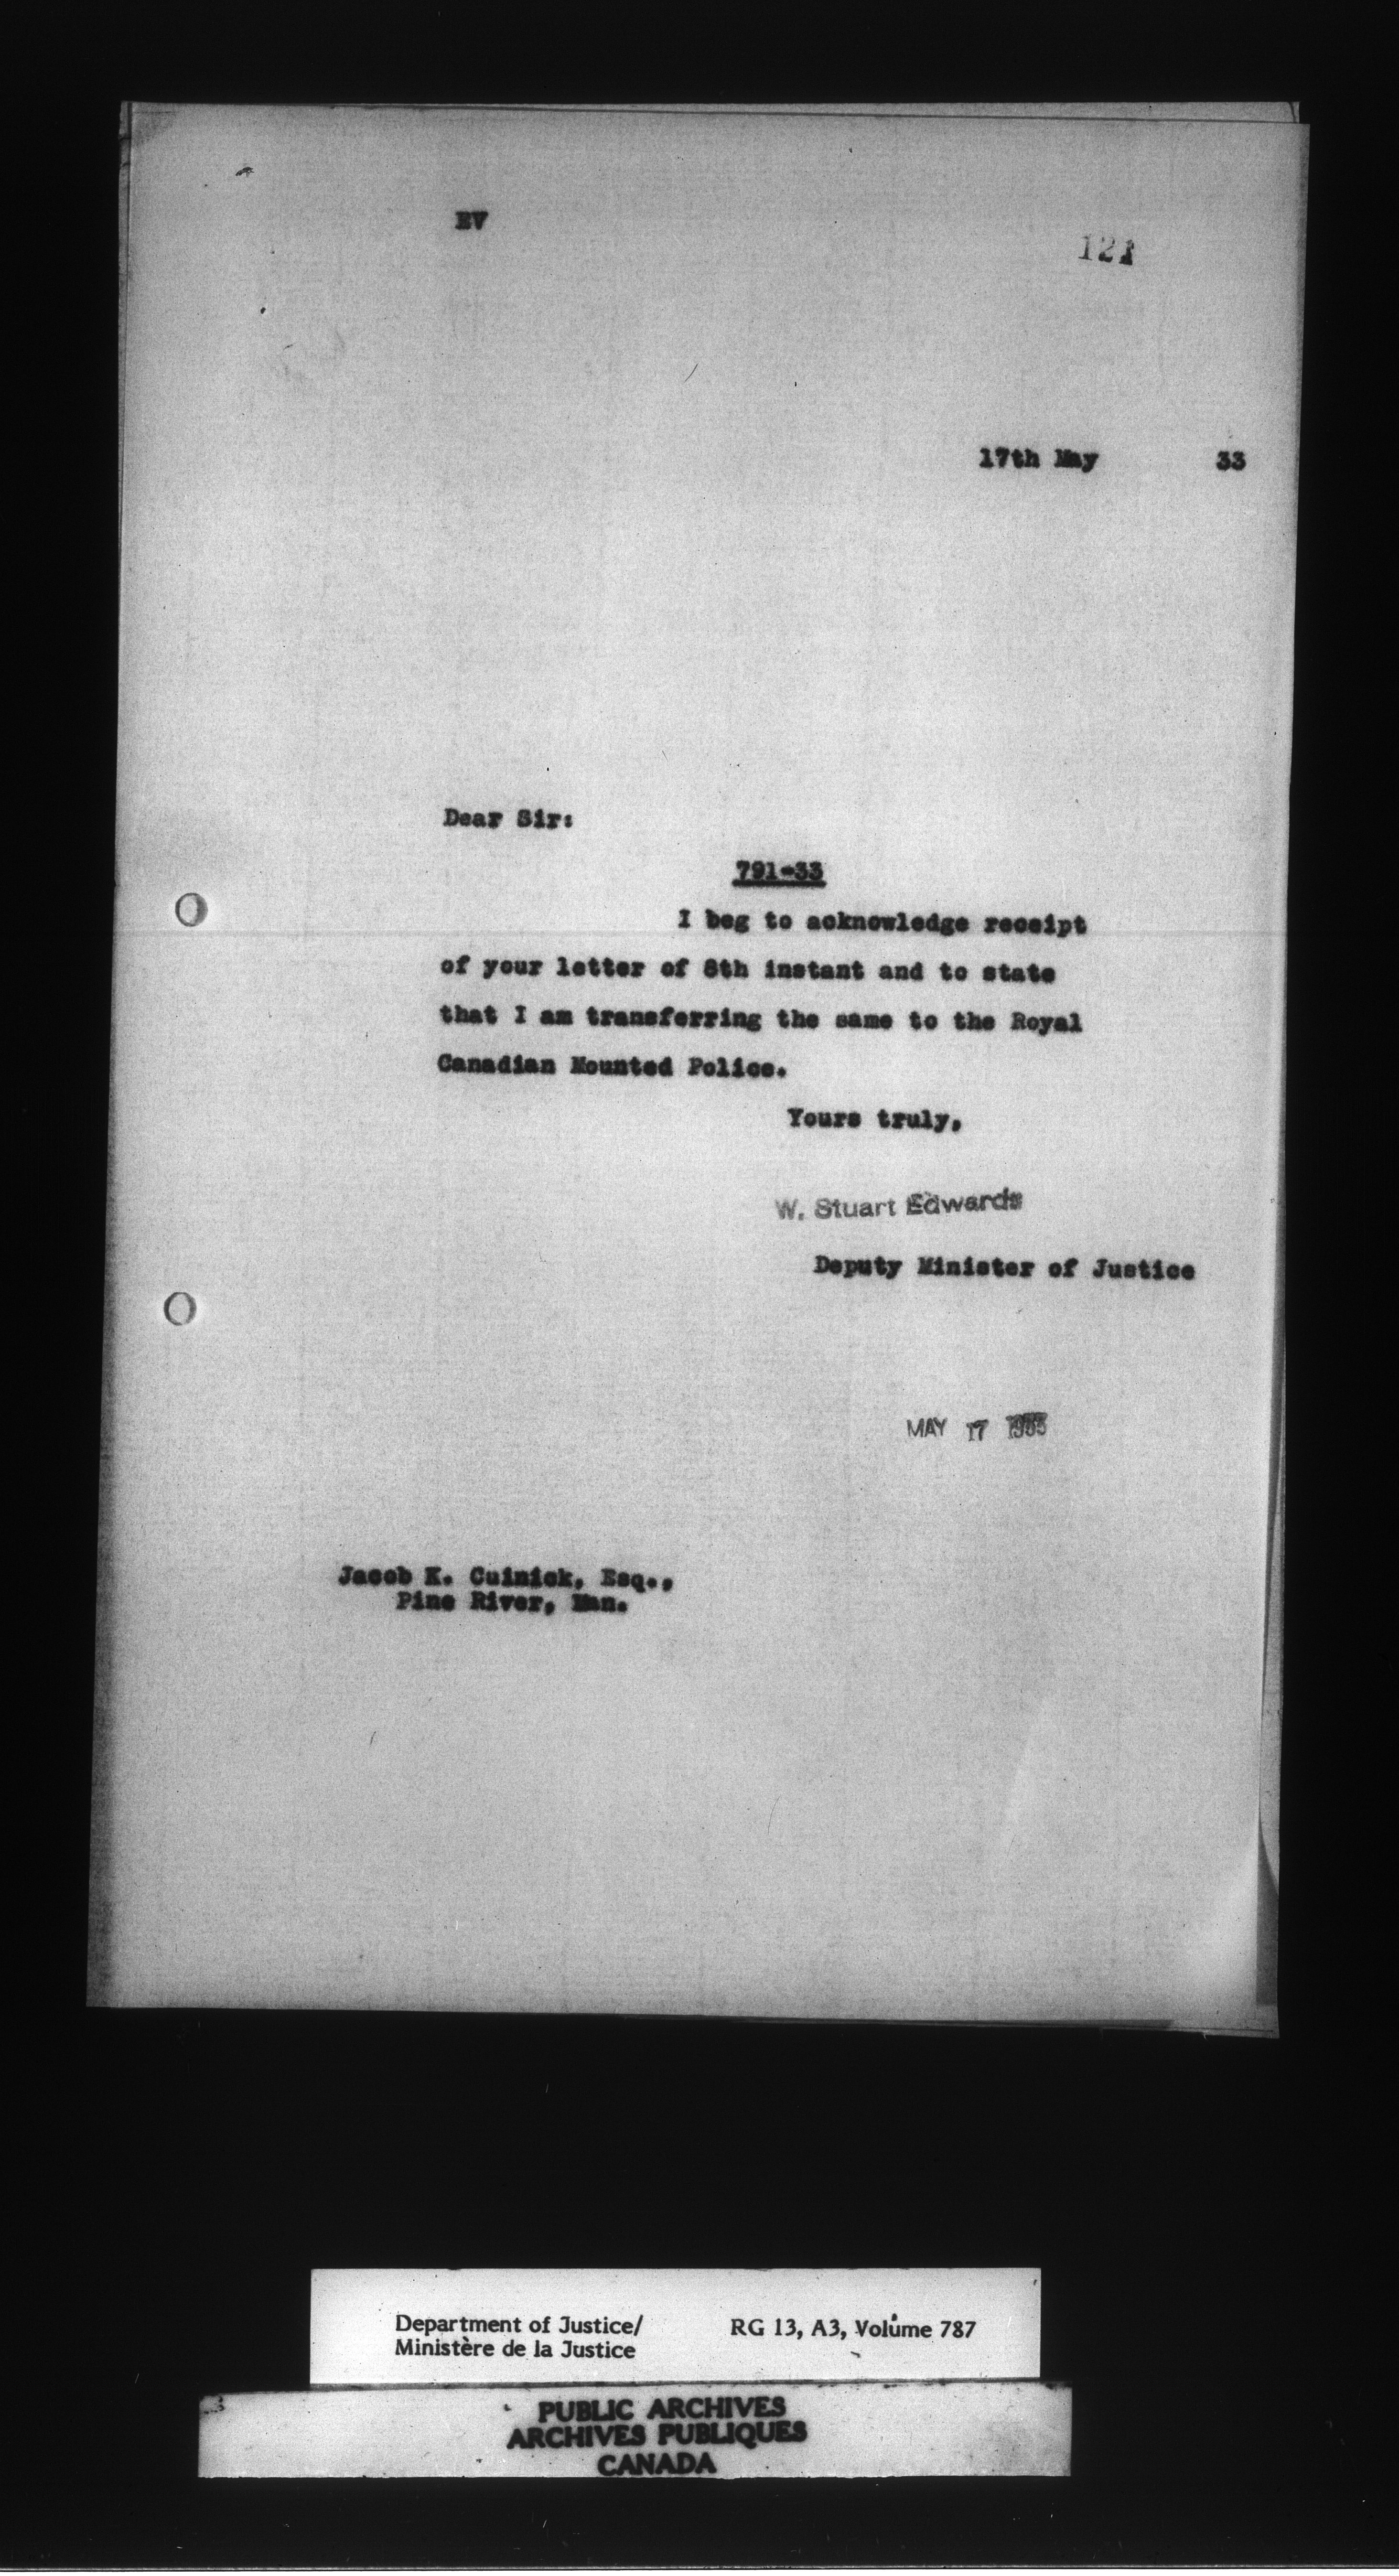 EV
121
17th May 33
Dear Sir:
791-33
I beg to acknowledge receipt
of your letter of 8th instant and to state
that I am transferring the same to the Royal
Canadian Mounted Police.
Yours truly,
W. Stuart Edwards
Deputy Minister of Justice
MAY 17 1933
Jacob K. Cuinick, Esq.,
Pine River, Man.
Department of Justice/ RG 13, A3, Volume 787
Ministère de la Justice
PUBLIC ARCHIVES
ARCHIVES PUBLIQUES
CANADA